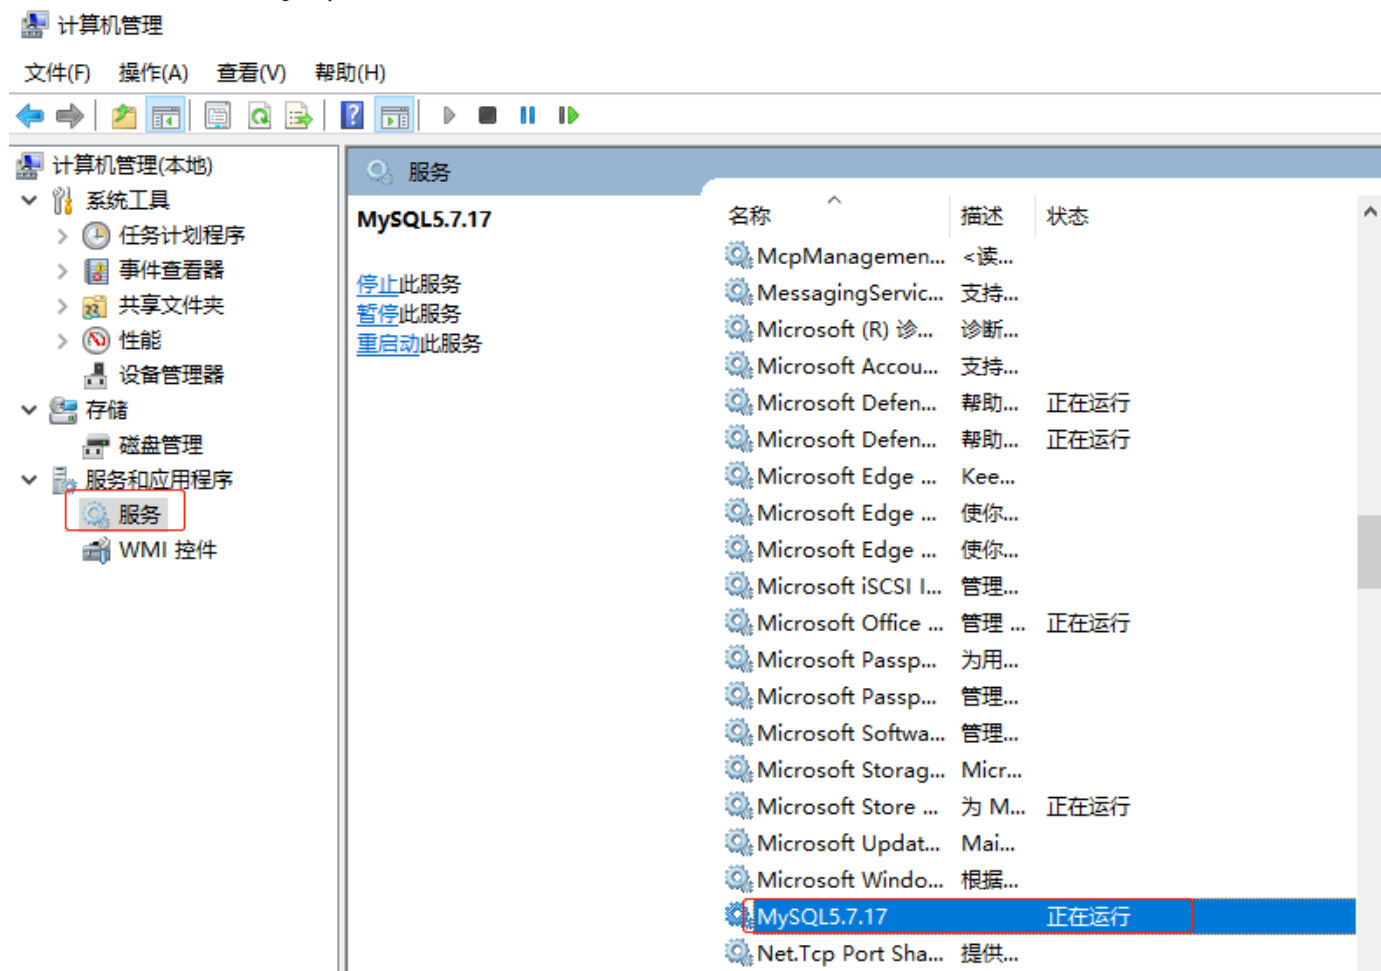 计算机管理
文件(F) 操作(A) 查看(V) 帮助(H)
计算机管理(本地)
系统工具
任务计划程序
事件查看器
共享文件夹
性能
设备管理器
存储
磁盘管理
服务和应用程序
服务
WMI 控件
服务
MySQL5.7.17
停止此服务
暂停此服务
重启动此服务
名称 描述 状态
McpManagemen... <读...
MessagingServic... 支持...
Microsoft (R) 诊... 诊断...
Microsoft Accou... 支持...
Microsoft Defen... 帮助... 正在运行
Microsoft Defen... 帮助... 正在运行
Microsoft Edge ... Kee...
Microsoft Edge ... 使你...
Microsoft Edge ... 使你...
Microsoft iSCSI I... 管理...
Microsoft Office ... 管理 ... 正在运行
Microsoft Passp... 为用...
Microsoft Passp... 管理...
Microsoft Softwa... 管理...
Microsoft Storag... Micr...
Microsoft Store ... 为 M... 正在运行
Microsoft Updat... Mai...
Microsoft Windo... 根据...
MySQL5.7.17 正在运行
Net.Tcp Port Sha... 提供...